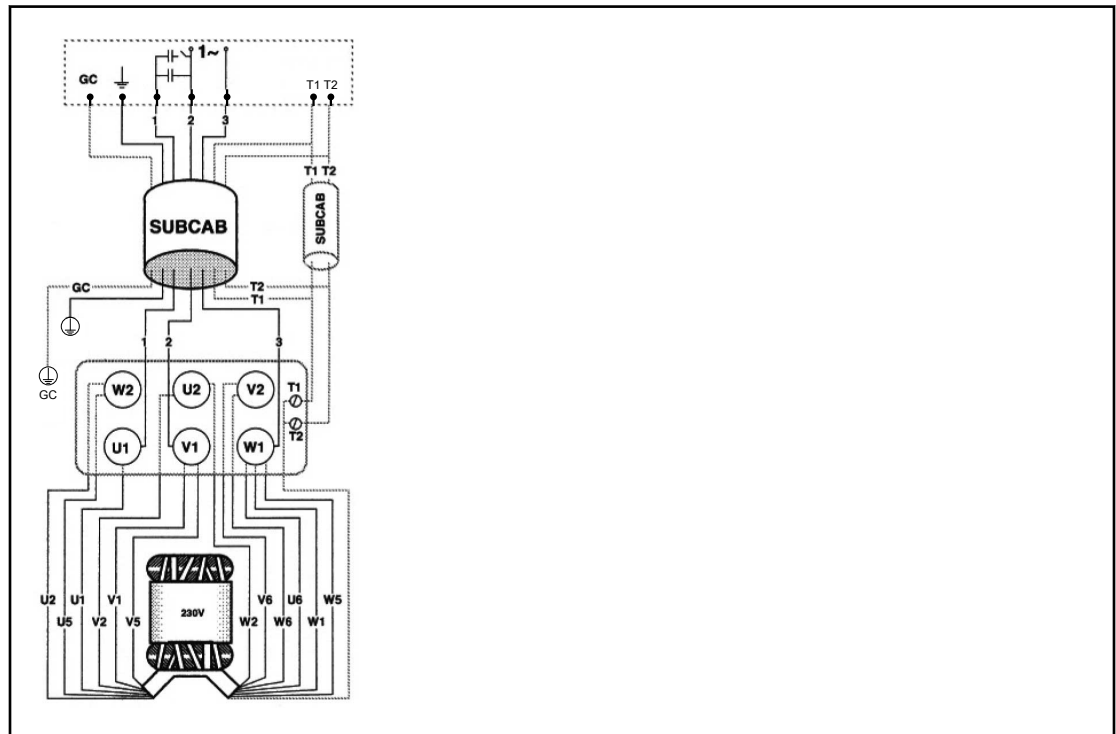 1~
GC T1 T2
1 2 3
T1 T2
SUBCAB
SUBCAB
GC T2
T1
1 2 3
GC
W2 U2 V2 T1
T2
U1 V1 W1
230V
U2 U1 V1 V6 U6 W5
U5 V2 V5 W2 W6 W1